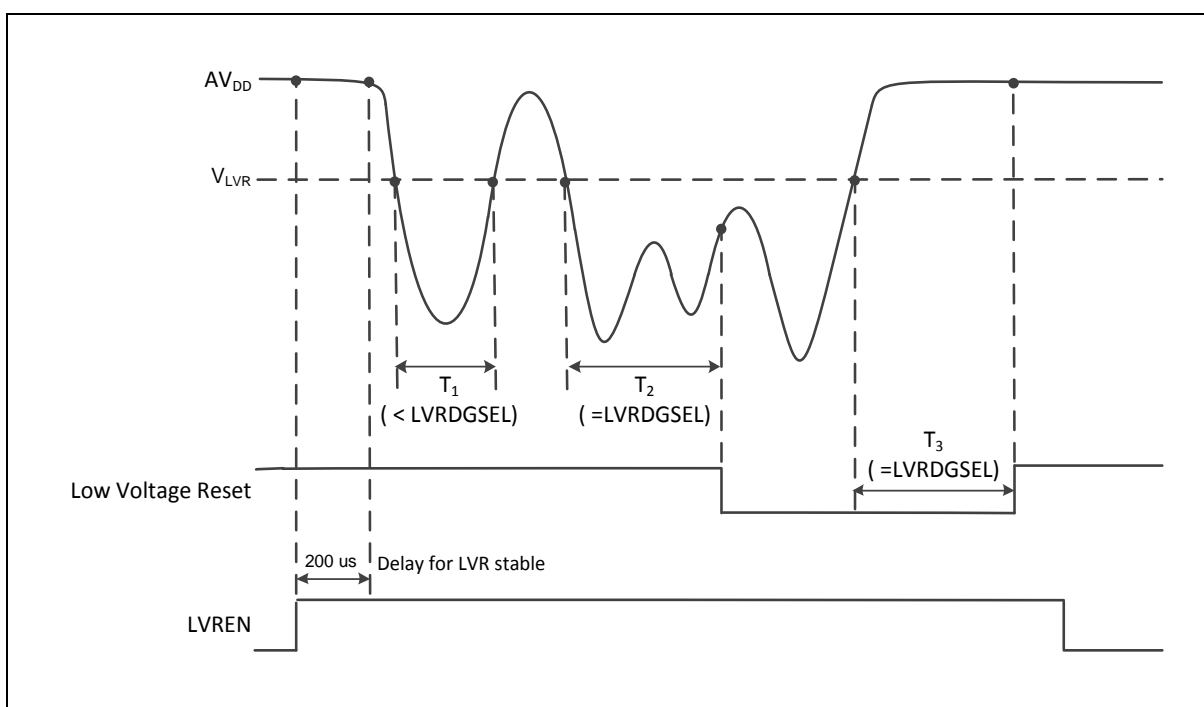 AVDD
VLVR
T1
( < LVRDGSEL)
T2
( =LVRDGSEL)
T3
( =LVRDGSEL)
Low Voltage Reset
200 us
Delay for LVR stable
LVREN